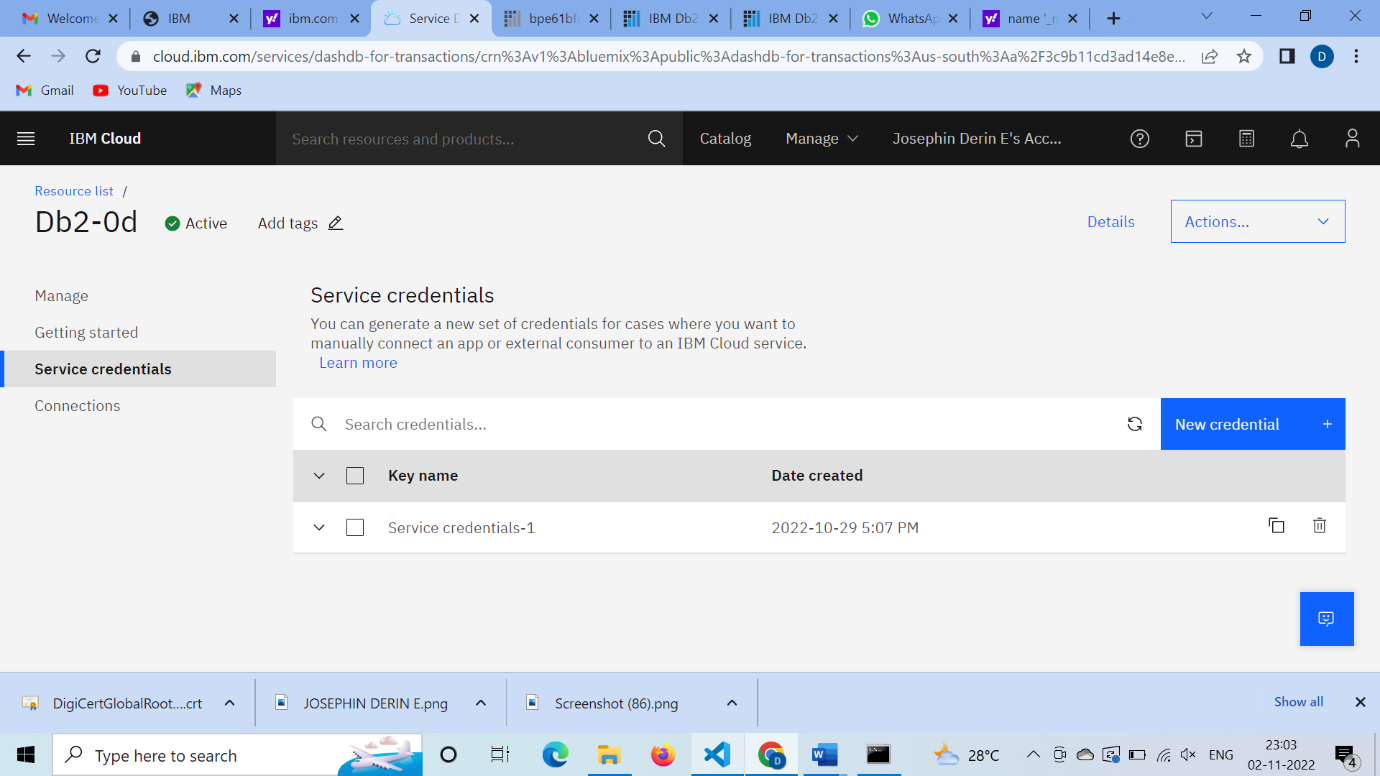 Welcome
IBM
ibm.com
Service D
bpe61bf
IBM Db2
IBM Db2
WhatsAp
name '_n
cloud.ibm.com/services/dashdb-for-transactions/crn%3Av1%3Abluemix%3Apublic%3Adashdb-for-transactions%3Aus-south%3Aa%2F3c9b11cd3ad14e8e...
D
Gmail
YouTube
Maps
IBM Cloud
Search resources and products...
Catalog
Manage
Josephin Derin E's Acc...
Resource list /
Db2-0d
Active
Add tags
Details
Actions...
Manage
Getting started
Service credentials
Connections
Service credentials
You can generate a new set of credentials for cases where you want to
manually connect an app or external consumer to an IBM Cloud service.
Learn more
Search credentials...
New credential +
Key name
Date created
Service credentials-1
2022-10-29 5:07 PM
DigiCertGlobalRoot....crt
JOSEPHIN DERIN E.png
Screenshot (86).png
Show all
Type here to search
28°C
ENG
23:03
02-11-2022
4